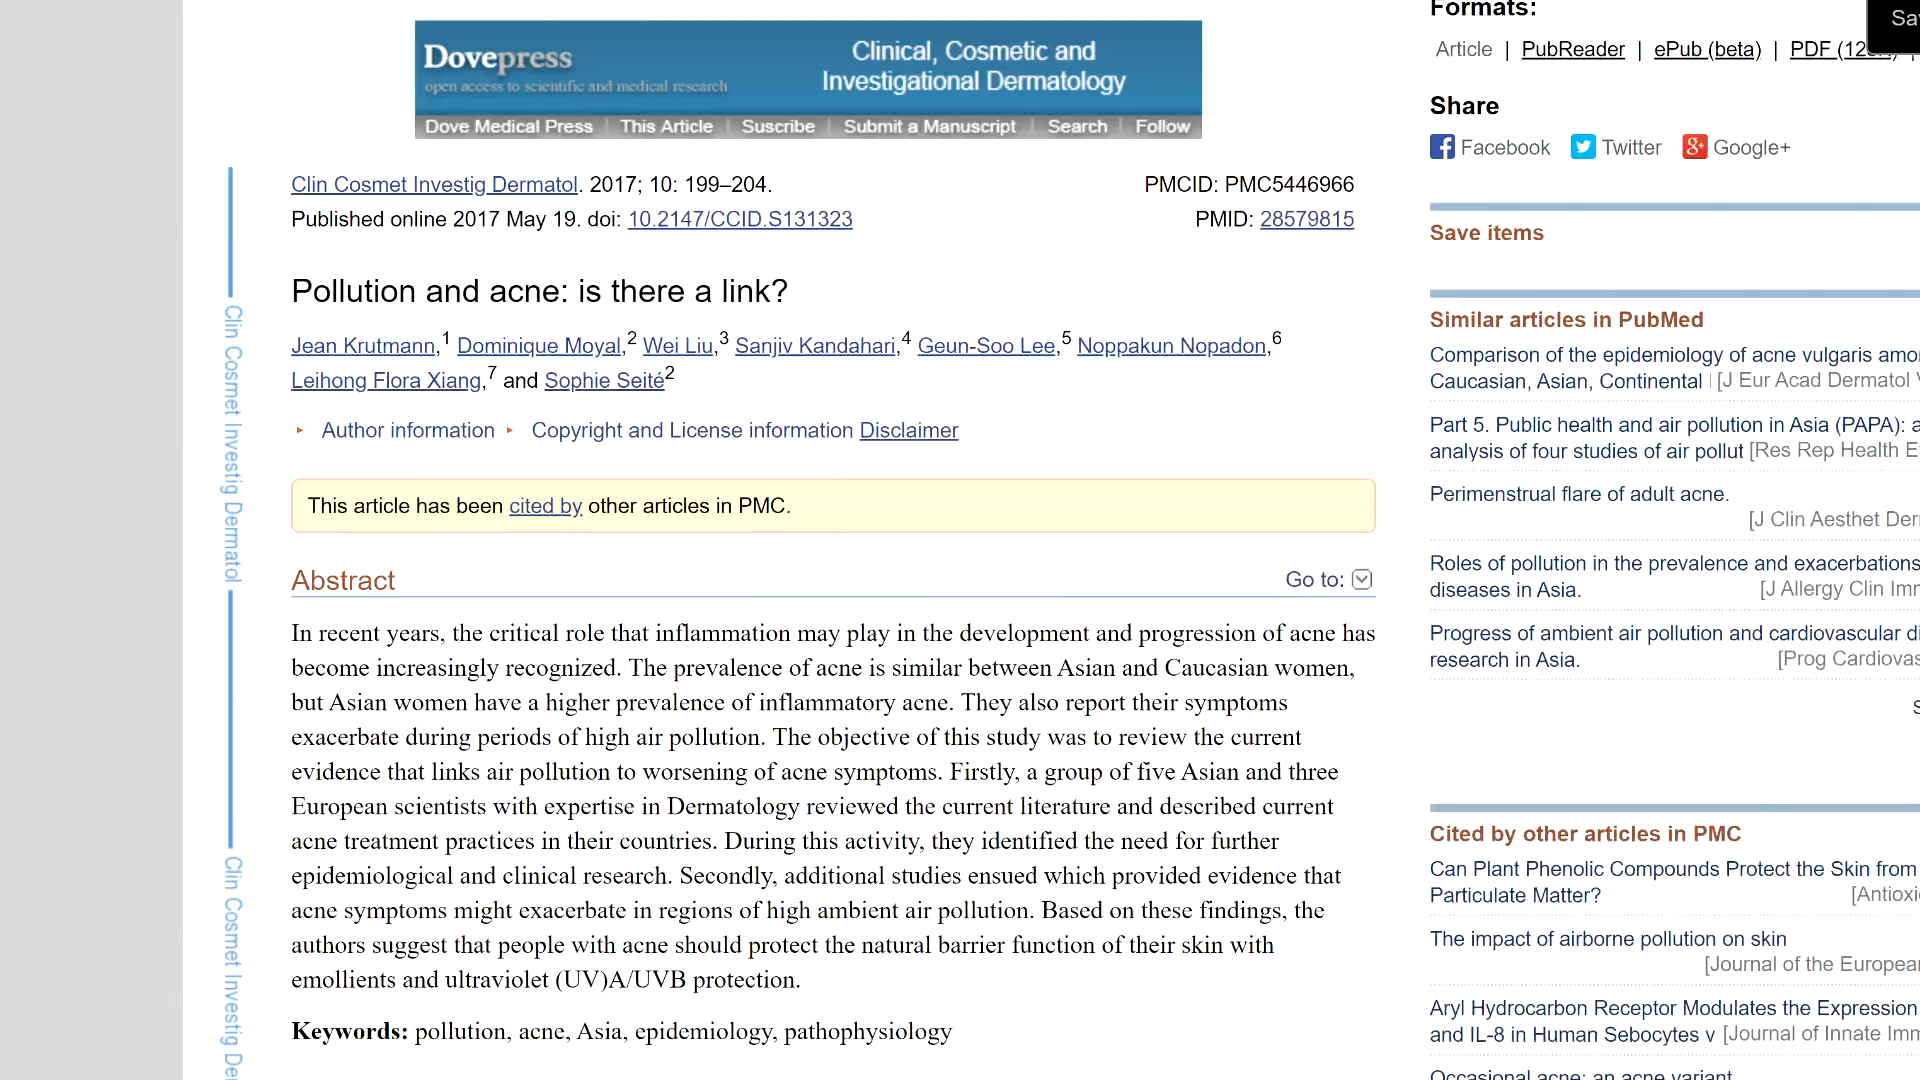 Dovepress
open access to scientific and medical research
Clinical, Cosmetic and
Investigational Dermatology
Dove Medical Press | This Article | Suscribe | Submit a Manuscript | Search | Follow
Clin Cosmet Investig Dermatol. 2017; 10: 199–204.
PMCID: PMC5446966
Published online 2017 May 19. doi: 10.2147/CCID.S131323
PMID: 28579815
Pollution and acne: is there a link?
Jean Krutmann,1 Dominique Moyal,2 Wei Liu,3 Sanjiv Kandahari,4 Geun-Soo Lee,5 Noppakun Nopadon,6
Leihong Flora Xiang,7 and Sophie Seité2
Author information Copyright and License information Disclaimer
This article has been cited by other articles in PMC.
Abstract
Go to:
In recent years, the critical role that inflammation may play in the development and progression of acne has
become increasingly recognized. The prevalence of acne is similar between Asian and Caucasian women,
but Asian women have a higher prevalence of inflammatory acne. They also report their symptoms
exacerbate during periods of high air pollution. The objective of this study was to review the current
evidence that links air pollution to worsening of acne symptoms. Firstly, a group of five Asian and three
European scientists with expertise in Dermatology reviewed the current literature and described current
acne treatment practices in their countries. During this activity, they identified the need for further
epidemiological and clinical research. Secondly, additional studies ensued which provided evidence that
acne symptoms might exacerbate in regions of high ambient air pollution. Based on these findings, the
authors suggest that people with acne should protect the natural barrier function of their skin with
emollients and ultraviolet (UV)A/UVB protection.
Keywords: pollution, acne, Asia, epidemiology, pathophysiology
Clin Cosmet Investig Dermatol
Clin Cosmet Investig De
Formats:
Article | PubReader | ePub (beta) | PDF (12
Share
Facebook Twitter Google+
Save items
Similar articles in PubMed
Comparison of the epidemiology of acne vulgaris
Caucasian, Asian, Continental [J Eur Acad Dermatol
Part 5. Public health and air pollution in Asia (PAPA):
analysis of four studies of air pollut [Res Rep Health
Perimenstrual flare of adult acne.
[J Clin Aesthet
Roles of pollution in the prevalence and exacerbations
diseases in Asia.
[J Allergy Clin
Progress of ambient air pollution and cardiovascular
research in Asia.
[Prog
Cited by other articles in PMC
Can Plant Phenolic Compounds Protect the Skin from
Particulate Matter?
The impact of airborne pollution on skin
[Journal of the European
Aryl Hydrocarbon Receptor Modulates the Expression
and IL-8 in Human Sebocytes v [Journal of Innate
Occasional acne; an acne variant